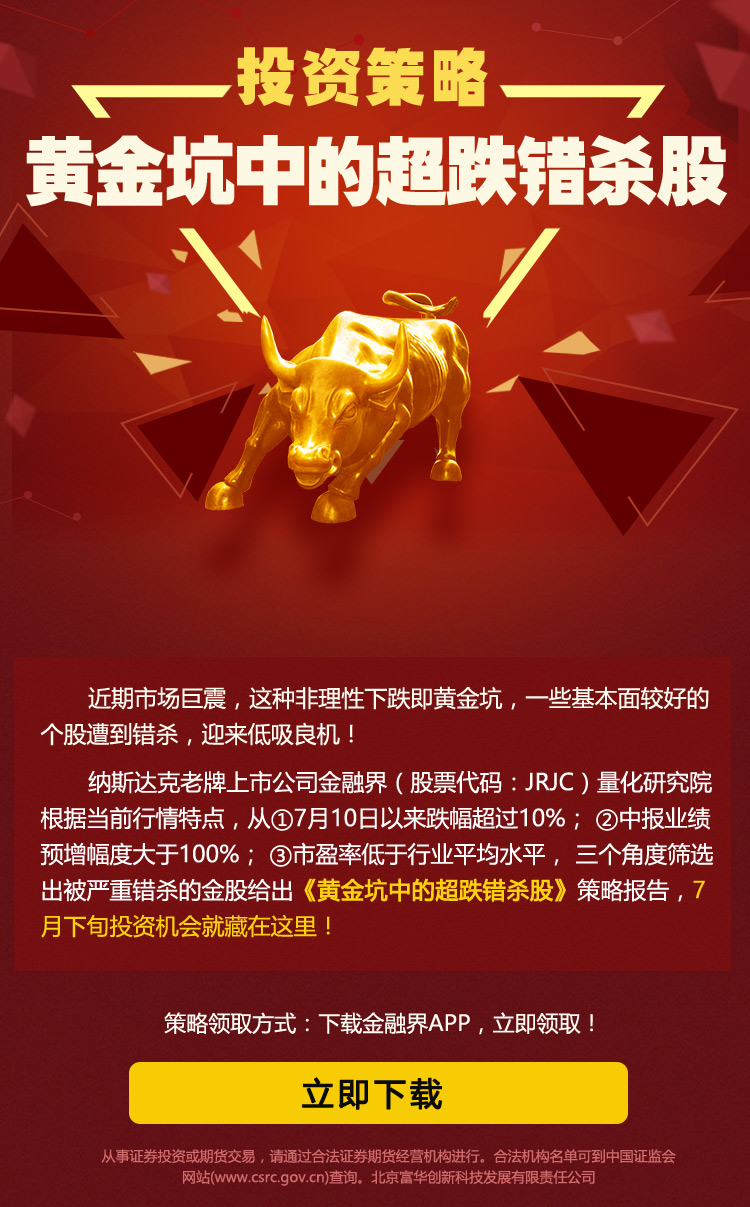 投资策略
黄金坑中的超跌错杀股
近期市场巨震，这种非理性下跌即黄金坑，一些基本面较好的
个股遭到错杀，迎来低吸良机！
纳斯达克老牌上市公司金融界（股票代码：JRJC）量化研究院
根据当前行情特点，从①7月10日以来跌幅超过10%； ②中报业绩
预增幅度大于100%； ③市盈率低于行业平均水平， 三个角度筛选
出被严重错杀的金股给出《黄金坑中的超跌错杀股》策略报告，7
月下旬投资机会就藏在这里！
策略领取方式：下载金融界APP，立即领取！
立即下载
从事证券投资或期货交易，请通过合法证券期货经营机构进行。合法机构名单可到中国证监会
网站(www.csrc.gov.cn)查询。北京富华创新科技发展有限责任公司